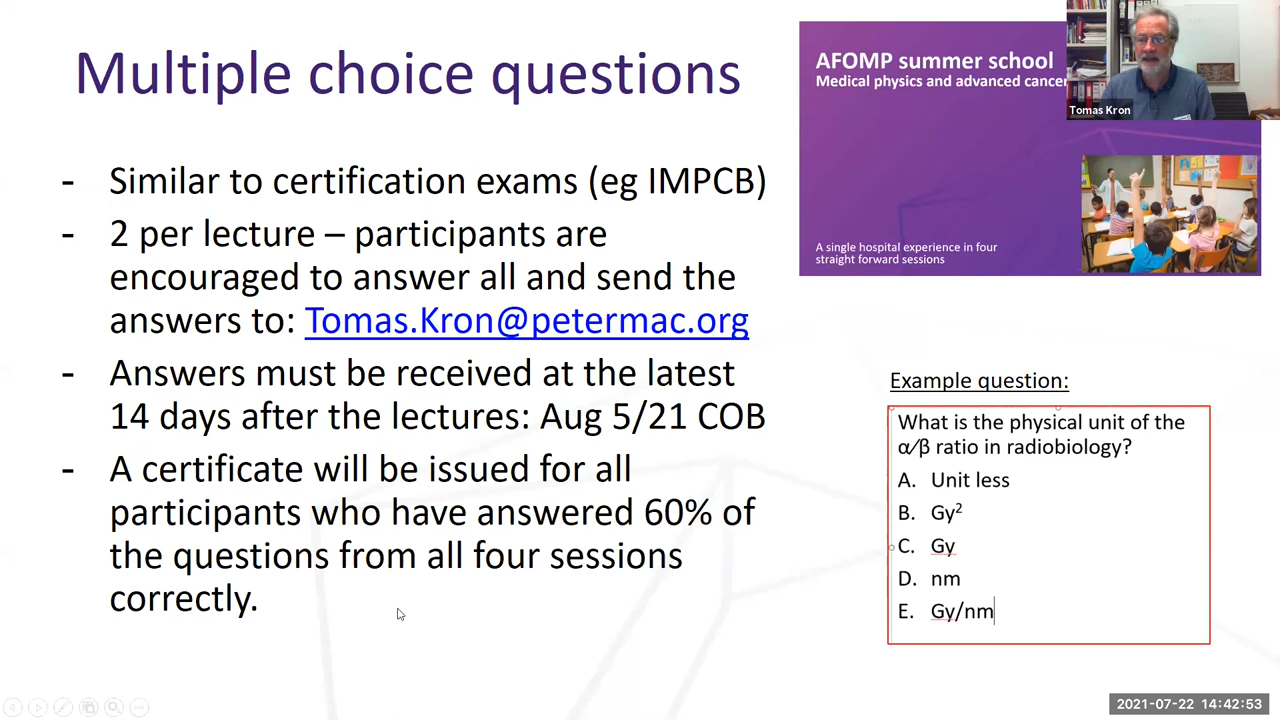 Multiple choice questions
- Similar to certification exams (eg IMPCB)
- 2 per lecture – participants are
encouraged to answer all and send the
answers to: Tomas.Kron@petermac.org
- Answers must be received at the latest
14 days after the lectures: Aug 5/21 COB
- A certificate will be issued for all
participants who have answered 60% of
the questions from all four sessions
correctly.
AFOMP summer school
Medical physics and advanced cancer
Tomas Kron
A single hospital experience in four
straight forward sessions
Example question:
What is the physical unit of the
α/β ratio in radiobiology?
A. Unit less
B. Gy²
C. Gy
D. nm
E. Gy/nm
2021-07-22 14:42:53